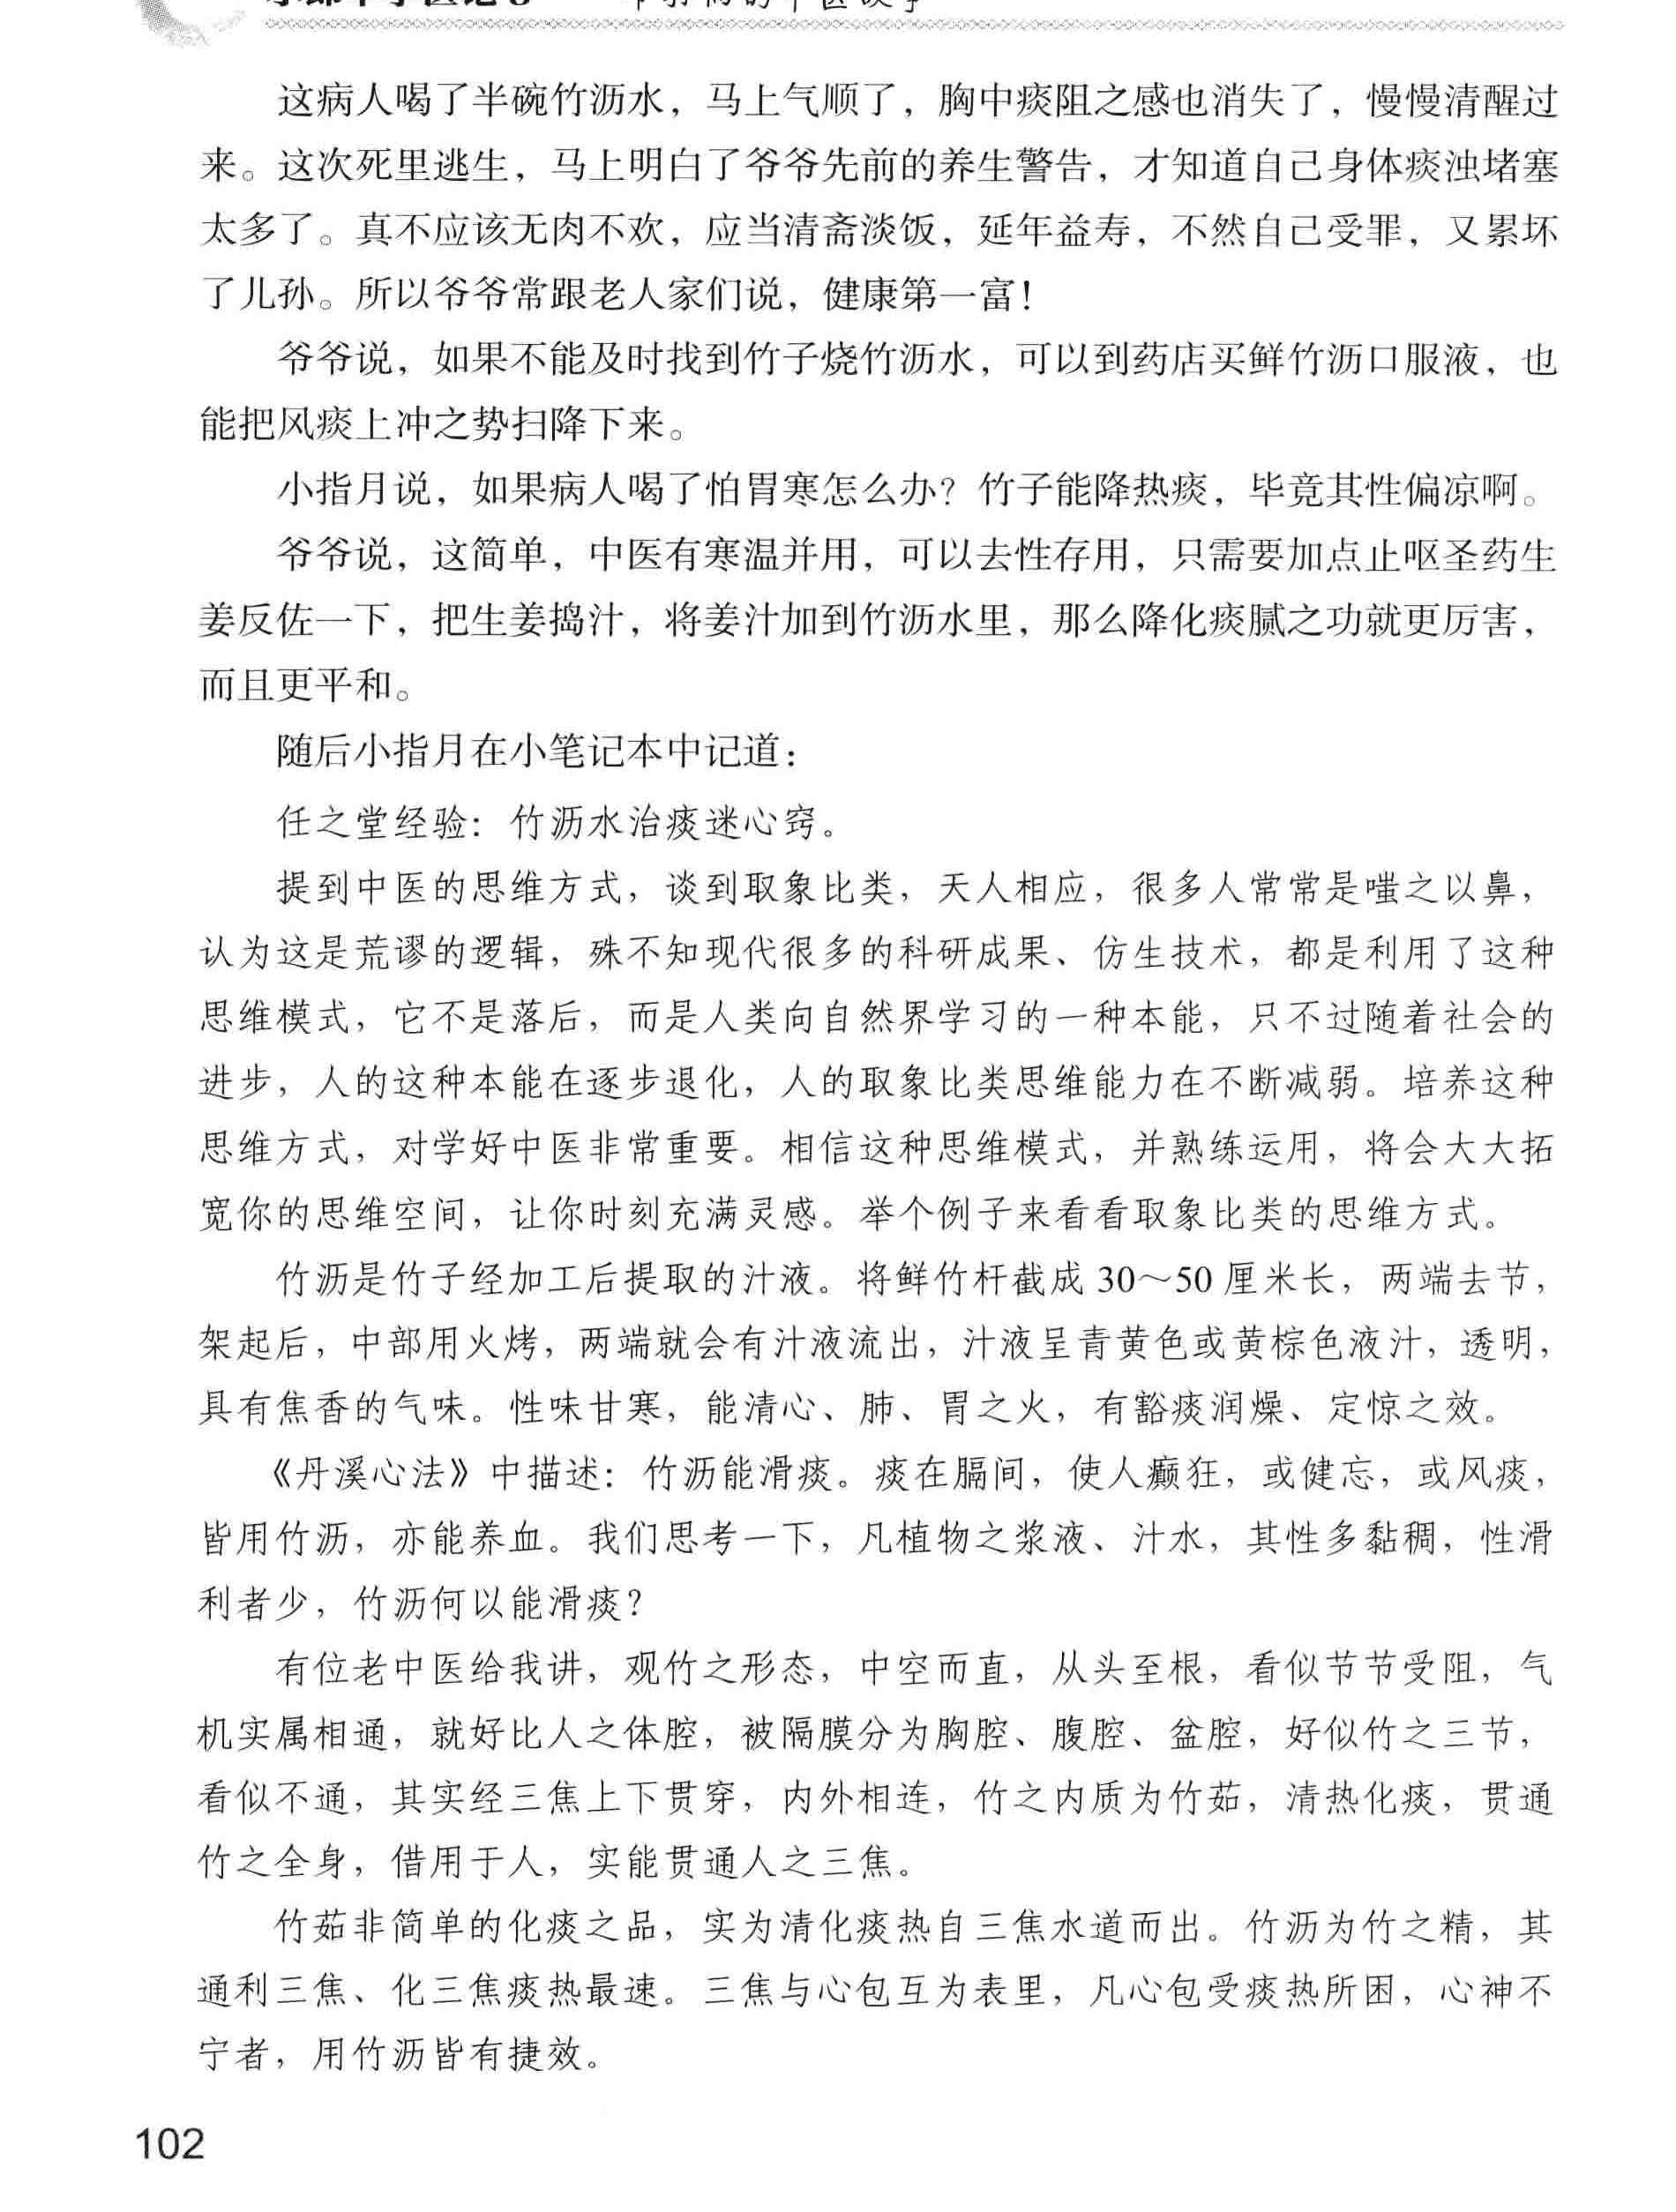 这病人喝了半碗竹沥水，马上气顺了，胸中痰阻之感也消失了，慢慢清醒过
来。这次死里逃生，马上明白了爷爷先前的养生警告，才知道自己身体痰浊堵塞
太多了。真不应该无肉不欢，应当清斋淡饭，延年益寿，不然自己受罪，又累坏
了儿孙。所以爷爷常跟老人家们说，健康第一富！
爷爷说，如果不能及时找到竹子烧竹沥水，可以到药店买鲜竹沥口服液，也
能把风痰上冲之势扫降下来。
小指月说，如果病人喝了怕胃寒怎么办？竹子能降热痰，毕竟其性偏凉啊。
爷爷说，这简单，中医有寒温并用，可以去性存用，只需要加点止呕圣药生
姜反佐一下，把生姜捣汁，将姜汁加到竹沥水里，那么降化痰腻之功就更厉害，
而且更平和。
随后小指月在小笔记本中记道：
任之堂经验：竹沥水治痰迷心窍。
提到中医的思维方式，谈到取象比类，天人相应，很多人常常是嗤之以鼻，
认为这是荒谬的逻辑，殊不知现代很多的科研成果、仿生技术，都是利用了这种
思维模式，它不是落后，而是人类向自然界学习的一种本能，只不过随着社会的
进步，人的这种本能在逐步退化，人的取象比类思维能力在不断减弱。培养这种
思维方式，对学好中医非常重要。相信这种思维模式，并熟练运用，将会大大拓
宽你的思维空间，让你时刻充满灵感。举个例子来看看取象比类的思维方式。
竹沥是竹子经加工后提取的汁液。将鲜竹杆截成 30～50 厘米长，两端去节，
架起后，中部用火烤，两端就会有汁液流出，汁液呈青黄色或黄棕色液汁，透明，
具有焦香的气味。性味甘寒，能清心、肺、胃之火，有豁痰润燥、定惊之效。
《丹溪心法》中描述：竹沥能滑痰。痰在膈间，使人癫狂，或健忘，或风痰，
皆用竹沥，亦能养血。我们思考一下，凡植物之浆液、汁水，其性多黏稠，性滑
利者少，竹沥何以能滑痰？
有位老中医给我讲，观竹之形态，中空而直，从头至根，看似节节受阻，气
机实属相通，就好比人之体腔，被隔膜分为胸腔、腹腔、盆腔，好似竹之三节，
看似不通，其实经三焦上下贯穿，内外相连，竹之内质为竹茹，清热化痰，贯通
竹之全身，借用于人，实能贯通人之三焦。
竹茹非简单的化痰之品，实为清化痰热自三焦水道而出。竹沥为竹之精，其
通利三焦、化三焦痰热最速。三焦与心包互为表里，凡心包受痰热所困，心神不
宁者，用竹沥皆有捷效。
102